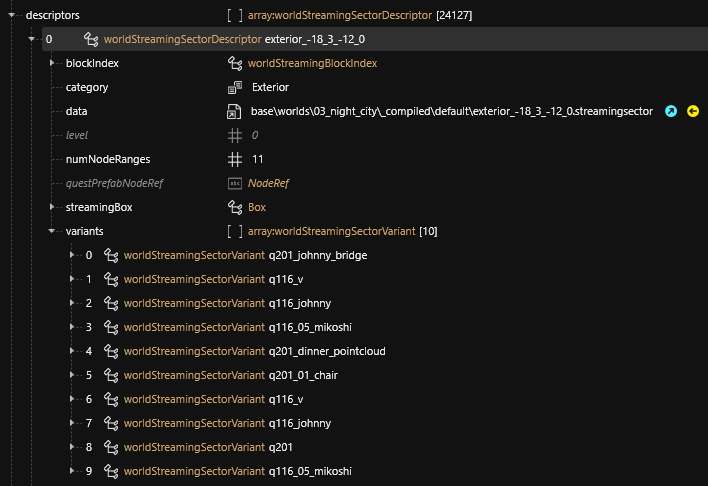 descriptors [ ] array:worldStreamingSectorDescriptor [24127]
0 worldStreamingSectorDescriptor exterior_-18_3_-12_0
blockIndex worldStreamingBlockIndex
category Exterior
data base\worlds\03_night_city\_compiled\default\exterior_-18_3_-12_0.streamingsector
level 0
numNodeRanges 11
questPrefabNodeRef abc NodeRef
streamingBox Box
variants [ ] array:worldStreamingSectorVariant [10]
0 worldStreamingSectorVariant q201_johnny_bridge
1 worldStreamingSectorVariant q116_v
2 worldStreamingSectorVariant q116_johnny
3 worldStreamingSectorVariant q116_05_mikoshi
4 worldStreamingSectorVariant q201_dinner_pointcloud
5 worldStreamingSectorVariant q201_01_chair
6 worldStreamingSectorVariant q116_v
7 worldStreamingSectorVariant q116_johnny
8 worldStreamingSectorVariant q201
9 worldStreamingSectorVariant q116_05_mikoshi